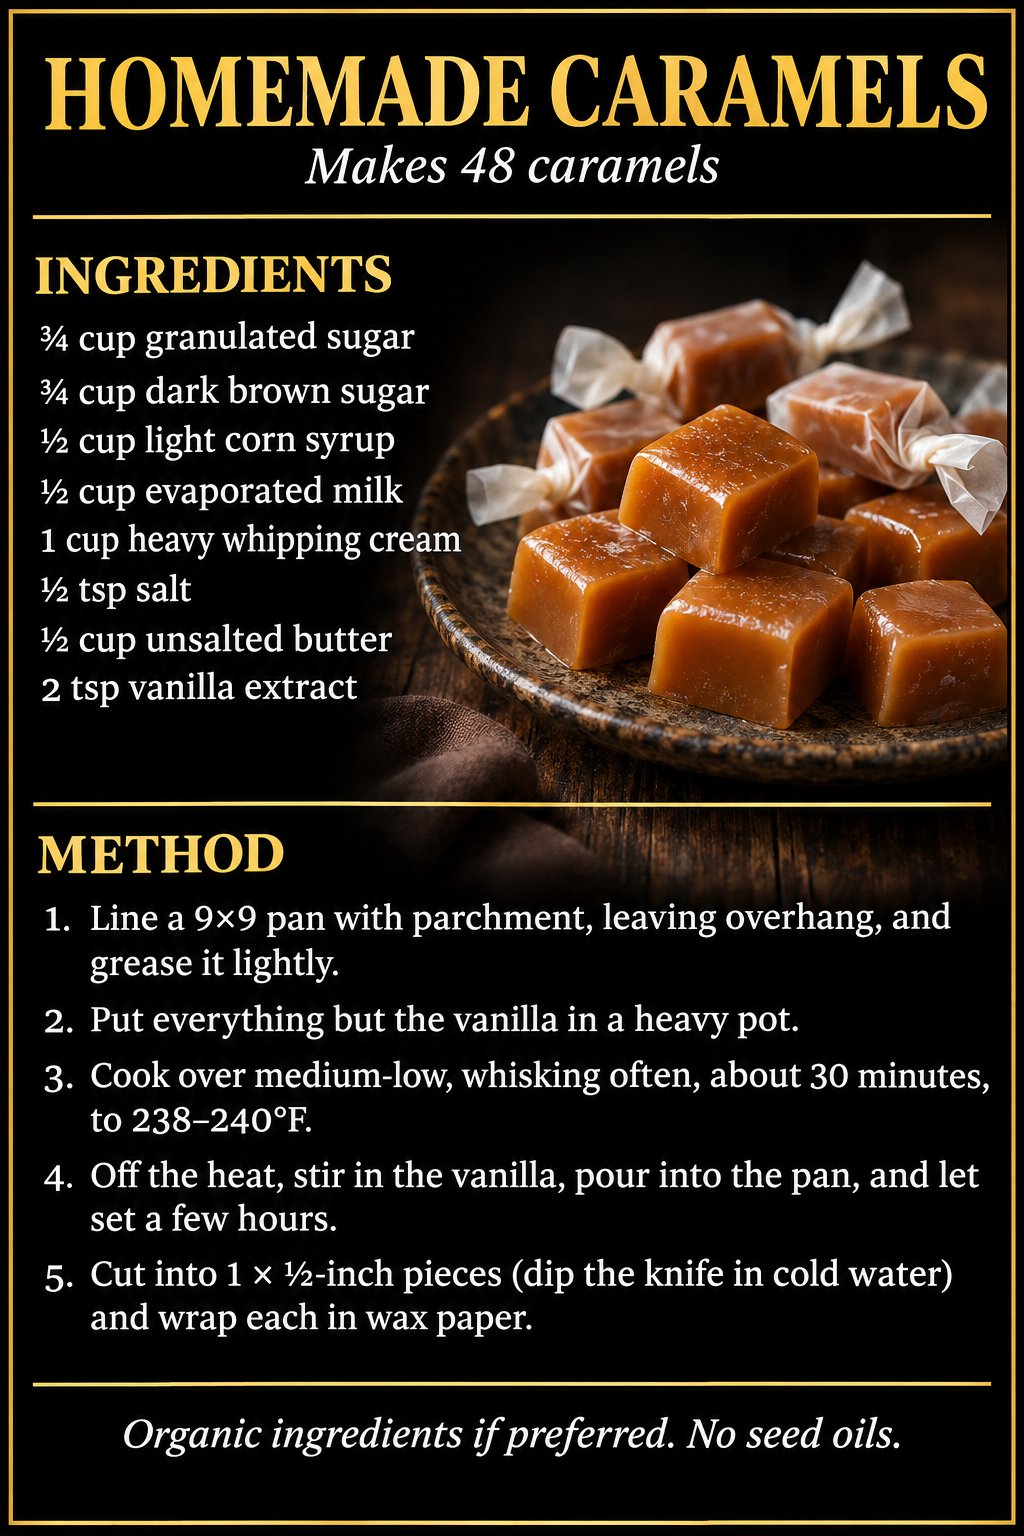 HOMEMADE CARAMELS
Makes 48 caramels
INGREDIENTS
¾ cup granulated sugar
¾ cup dark brown sugar
½ cup light corn syrup
½ cup evaporated milk
1 cup heavy whipping cream
½ tsp salt
½ cup unsalted butter
2 tsp vanilla extract
METHOD
1. Line a 9×9 pan with parchment, leaving overhang, and
grease it lightly.
2. Put everything but the vanilla in a heavy pot.
3. Cook over medium-low, whisking often, about 30 minutes,
to 238–240°F.
4. Off the heat, stir in the vanilla, pour into the pan, and let
set a few hours.
5. Cut into 1 × ½-inch pieces (dip the knife in cold water)
and wrap each in wax paper.
Organic ingredients if preferred. No seed oils.